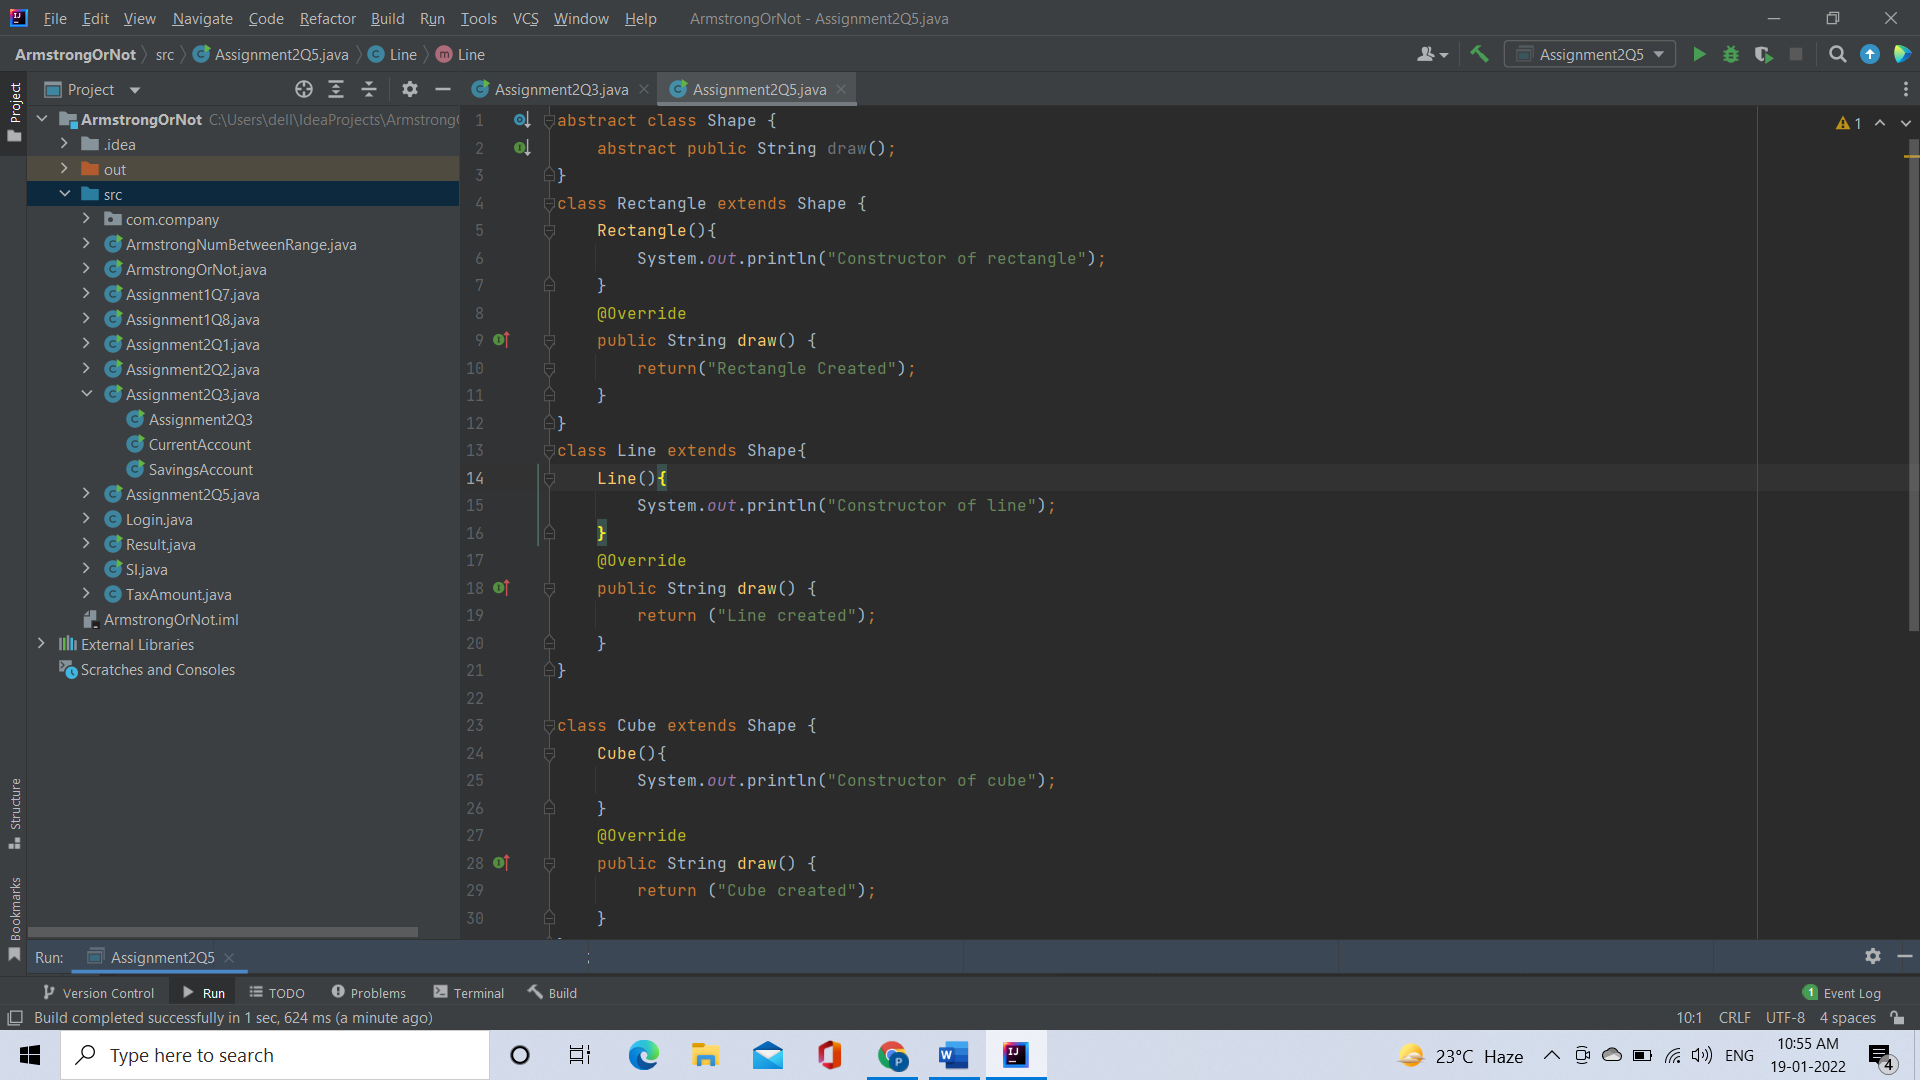 File Edit View Navigate Code Refactor Build Run Tools VCS Window Help ArmstrongOrNot - Assignment2Q5.java
ArmstrongOrNot src Assignment2Q5.java Line Line Assignment2Q5
Project
Project
Structure
Bookmarks
ArmstrongOrNot C:\Users\dell\IdeaProjects\Armstrong
.idea
out
src
com.company
ArmstrongNumBetweenRange.java
ArmstrongOrNot.java
Assignment1Q7.java
Assignment1Q8.java
Assignment2Q1.java
Assignment2Q2.java
Assignment2Q3.java
Assignment2Q3
CurrentAccount
SavingsAccount
Assignment2Q5.java
Login.java
Result.java
SI.java
TaxAmount.java
ArmstrongOrNot.iml
External Libraries
Scratches and Consoles
Assignment2Q3.java Assignment2Q5.java
1
1 abstract class Shape {
2 abstract public String draw();
3 }
4 class Rectangle extends Shape {
5 Rectangle(){
6 System.out.println("Constructor of rectangle");
7 }
8 @Override
9 public String draw() {
10 return("Rectangle Created");
11 }
12 }
13 class Line extends Shape{
14 Line(){
15 System.out.println("Constructor of line");
16 }
17 @Override
18 public String draw() {
19 return ("Line created");
20 }
21 }
22
23 class Cube extends Shape {
24 Cube(){
25 System.out.println("Constructor of cube");
26 }
27 @Override
28 public String draw() {
29 return ("Cube created");
30 }
Run: Assignment2Q5
Version Control Run TODO Problems Terminal Build 1 Event Log
Build completed successfully in 1 sec, 624 ms (a minute ago) 10:1 CRLF UTF-8 4 spaces
Type here to search 23°C Haze ENG 10:55 AM
19-01-2022 4